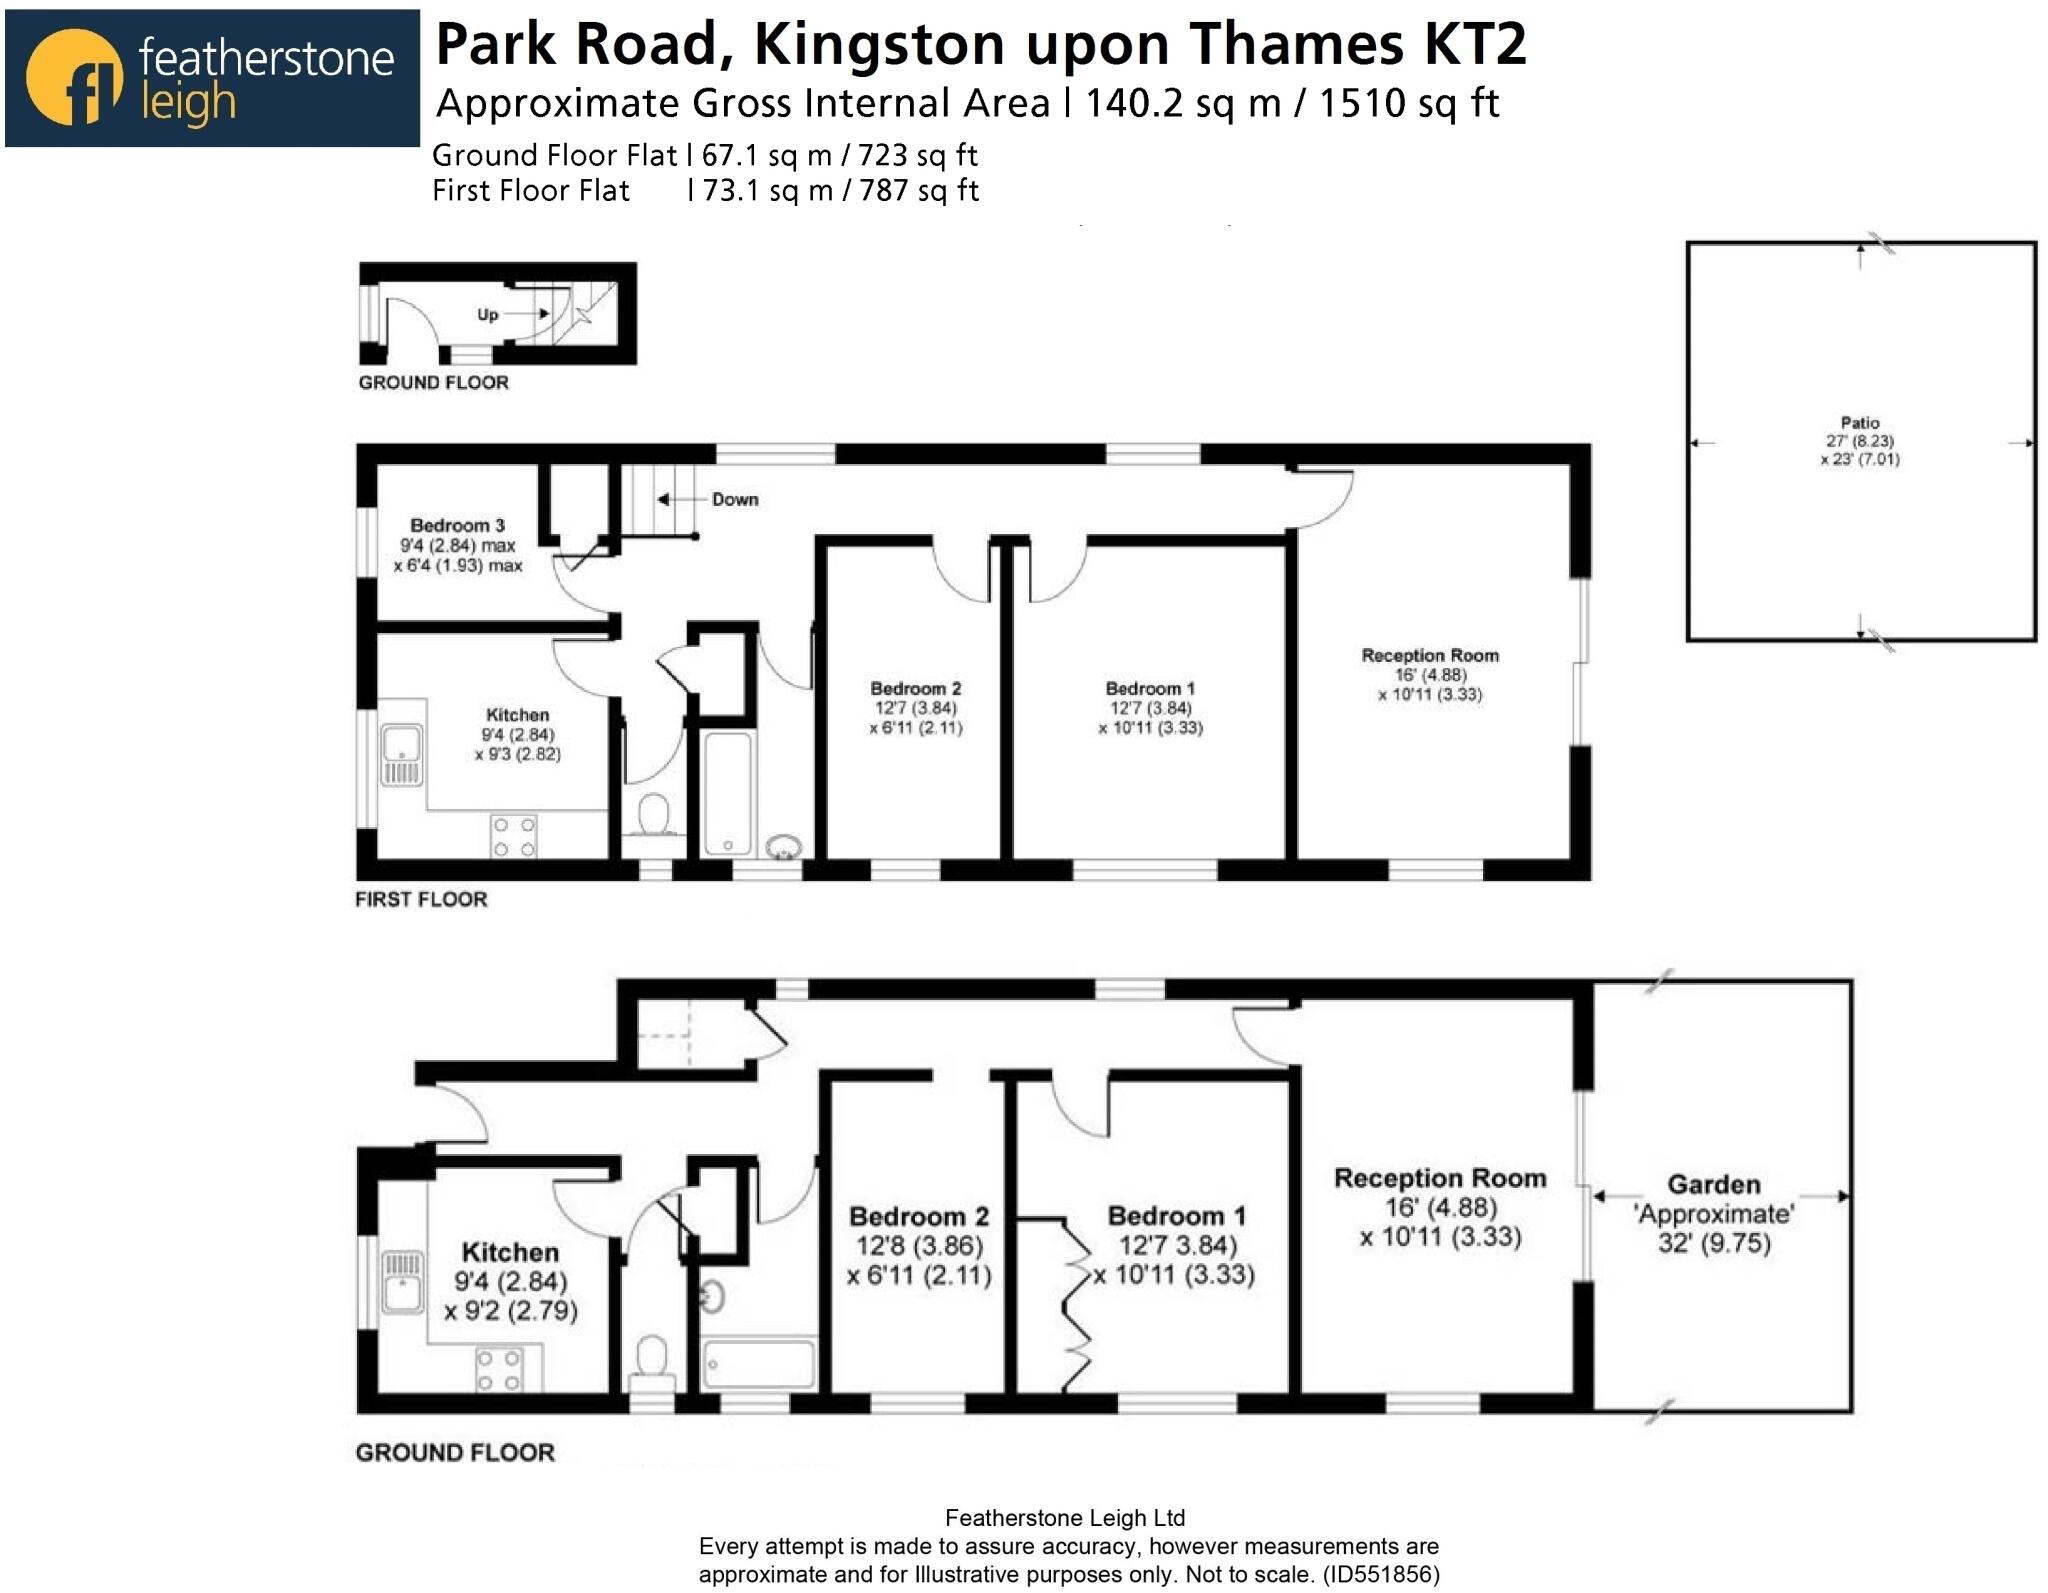 featherstone
leigh
Park Road, Kingston upon Thames KT2
Approximate Gross Internal Area | 140.2 sq m / 1510 sq ft
Ground Floor Flat | 67.1 sq m / 723 sq ft
First Floor Flat | 73.1 sq m / 787 sq ft
Up
GROUND FLOOR
Patio
27' (8.23)
x 23' (7.01)
Down
Bedroom 3
9'4 (2.84) max
x 6'4 (1.93) max
Kitchen
9'4 (2.84)
x 9'3 (2.82)
Bedroom 2
12'7 (3.84)
x 6'11 (2.11)
Bedroom 1
12'7 (3.84)
x 10'11 (3.33)
Reception Room
16' (4.88)
x 10'11 (3.33)
FIRST FLOOR
Kitchen
9'4 (2.84)
x 9'2 (2.79)
Bedroom 2
12'8 (3.86)
x 6'11 (2.11)
Bedroom 1
12'7 3.84)
x 10'11 (3.33)
Reception Room
16' (4.88)
x 10'11 (3.33)
Garden
'Approximate'
32' (9.75)
GROUND FLOOR
Featherstone Leigh Ltd
Every attempt is made to assure accuracy, however measurements are
approximate and for Illustrative purposes only. Not to scale. (ID551856)